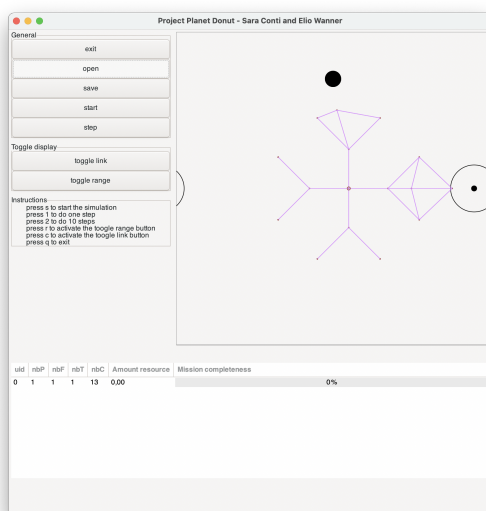 Project Planet Donut - Sara Conti and Elio Wanner
General
exit
open
save
start
step
Toggle display
toggle link
toggle range
Instructions
press s to start the simulation
press 1 to do one step
press 2 to do 10 steps
press r to activate the toogle range button
press c to activate the toogle link button
press q to exit
uid nbP nbF nbT nbC Amount resource Mission completeness
0 1 1 1 13 0,00 0%